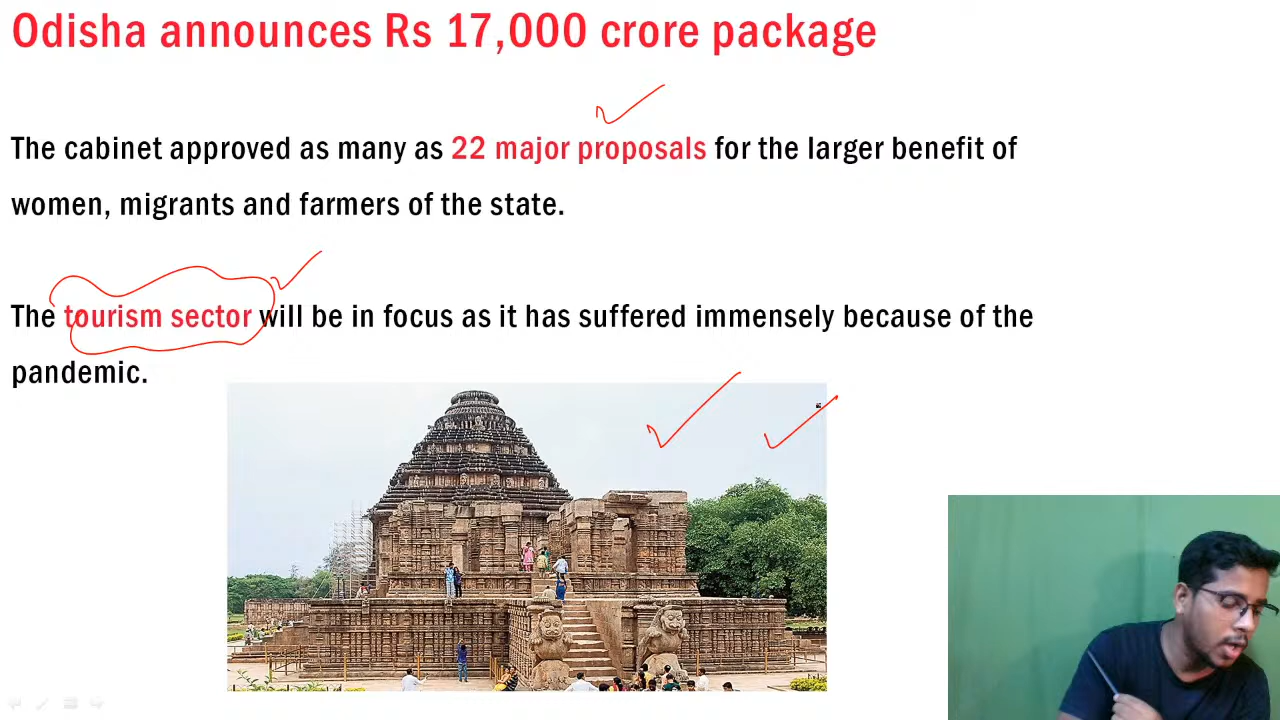 Odisha announces Rs 17,000 crore package
The cabinet approved as many as 22 major proposals for the larger benefit of
women, migrants and farmers of the state.
The tourism sector will be in focus as it has suffered immensely because of the
pandemic.